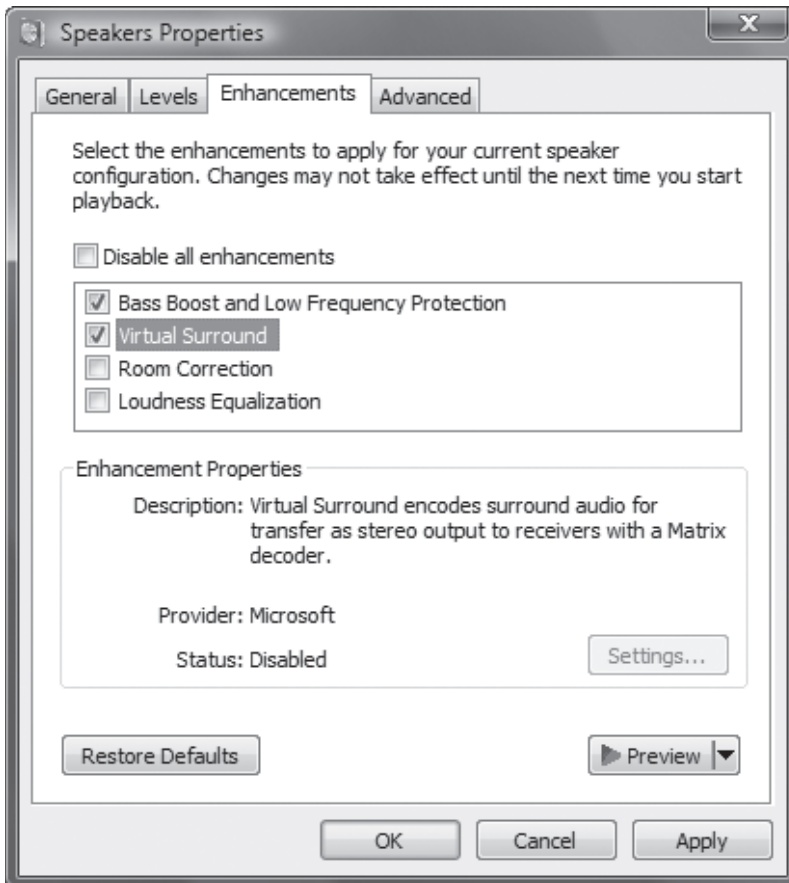 Speakers Properties
General Levels Enhancements Advanced
Select the enhancements to apply for your current speaker
configuration. Changes may not take effect until the next time you start
playback.
Disable all enhancements
Bass Boost and Low Frequency Protection
Virtual Surround
Room Correction
Loudness Equalization
Enhancement Properties
Description: Virtual Surround encodes surround audio for
transfer as stereo output to receivers with a Matrix
decoder.
Provider: Microsoft
Status: Disabled
Settings...
Restore Defaults Preview
OK Cancel Apply